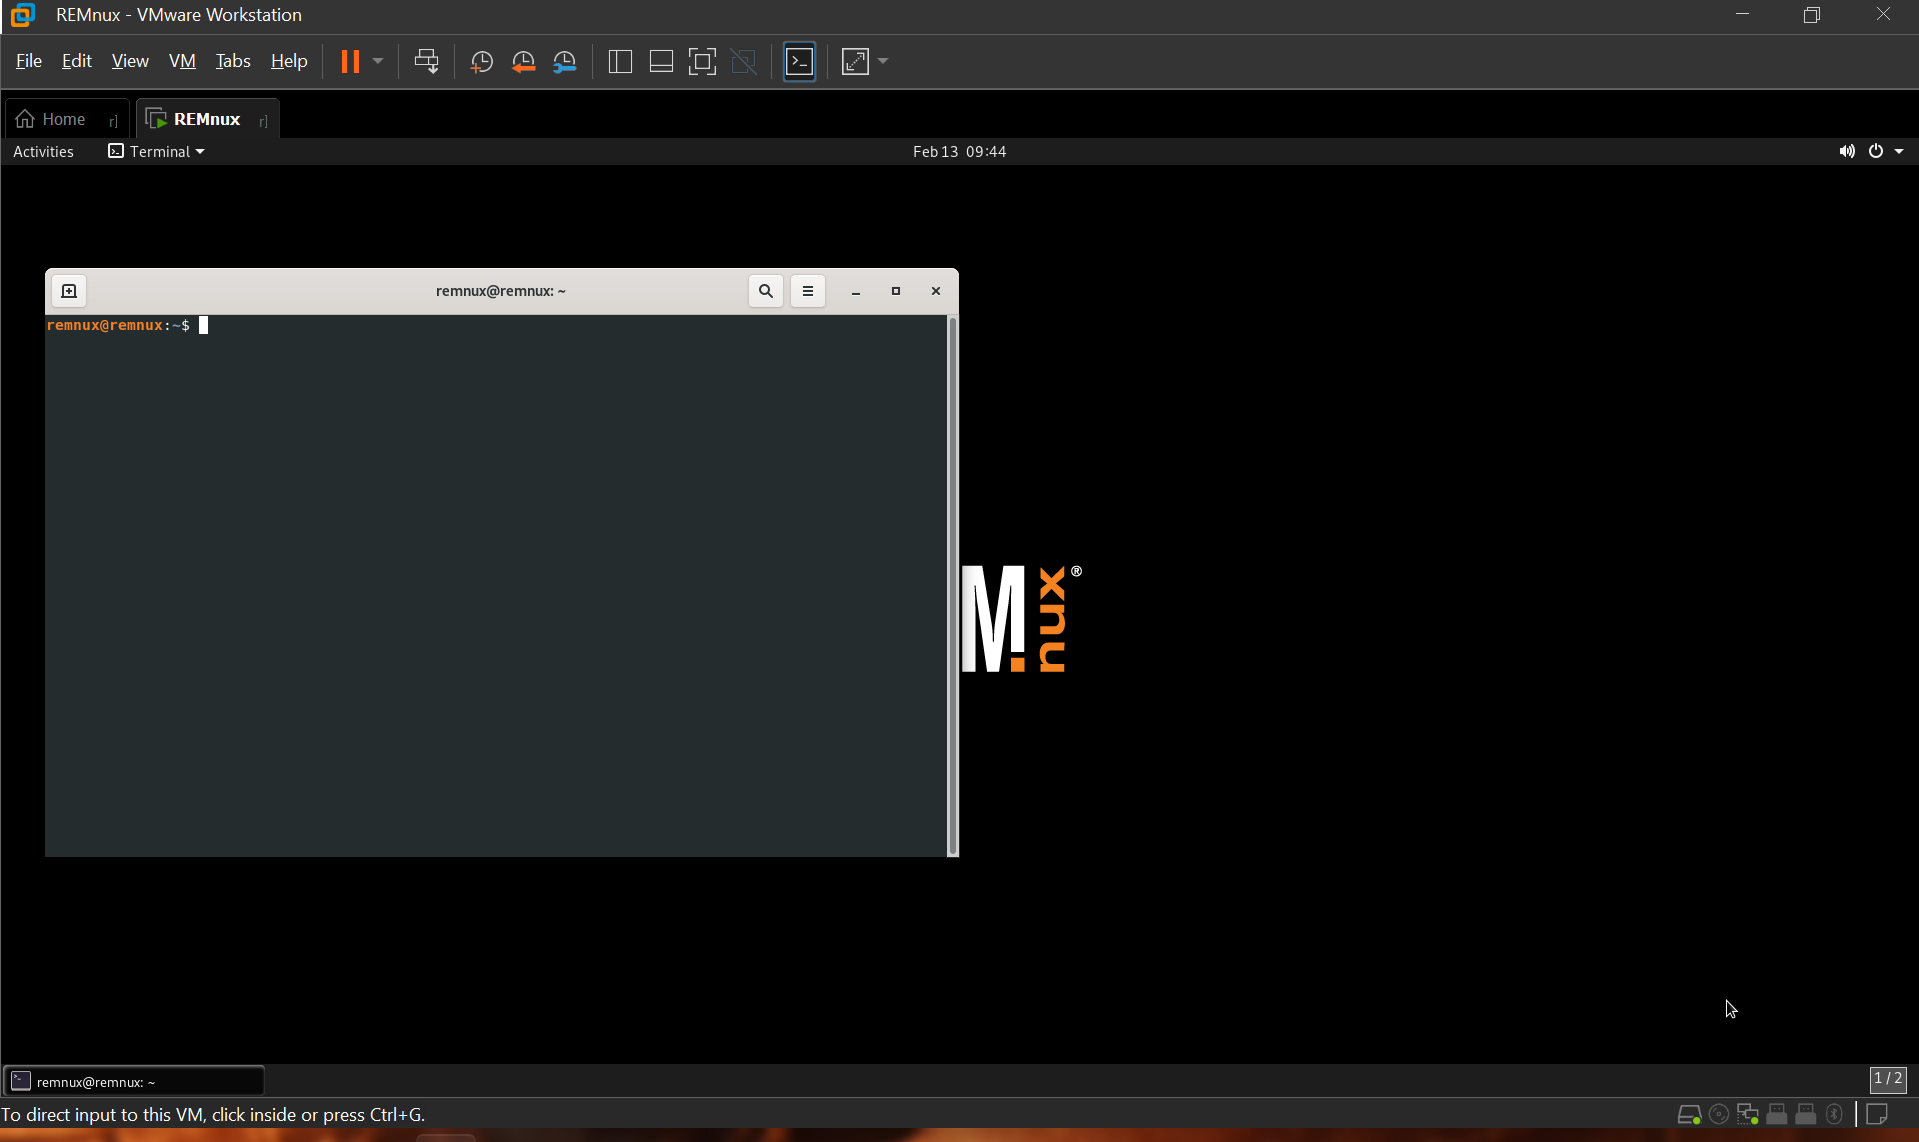 REMnux - VMware Workstation
File Edit View VM Tabs Help
Home r]
REMnux r]
Activities Terminal Feb 13 09:44
remnux@remnux: ~
remnux@remnux:~$
M nux ®
remnux@remnux: ~
1 / 2
To direct input to this VM, click inside or press Ctrl+G.